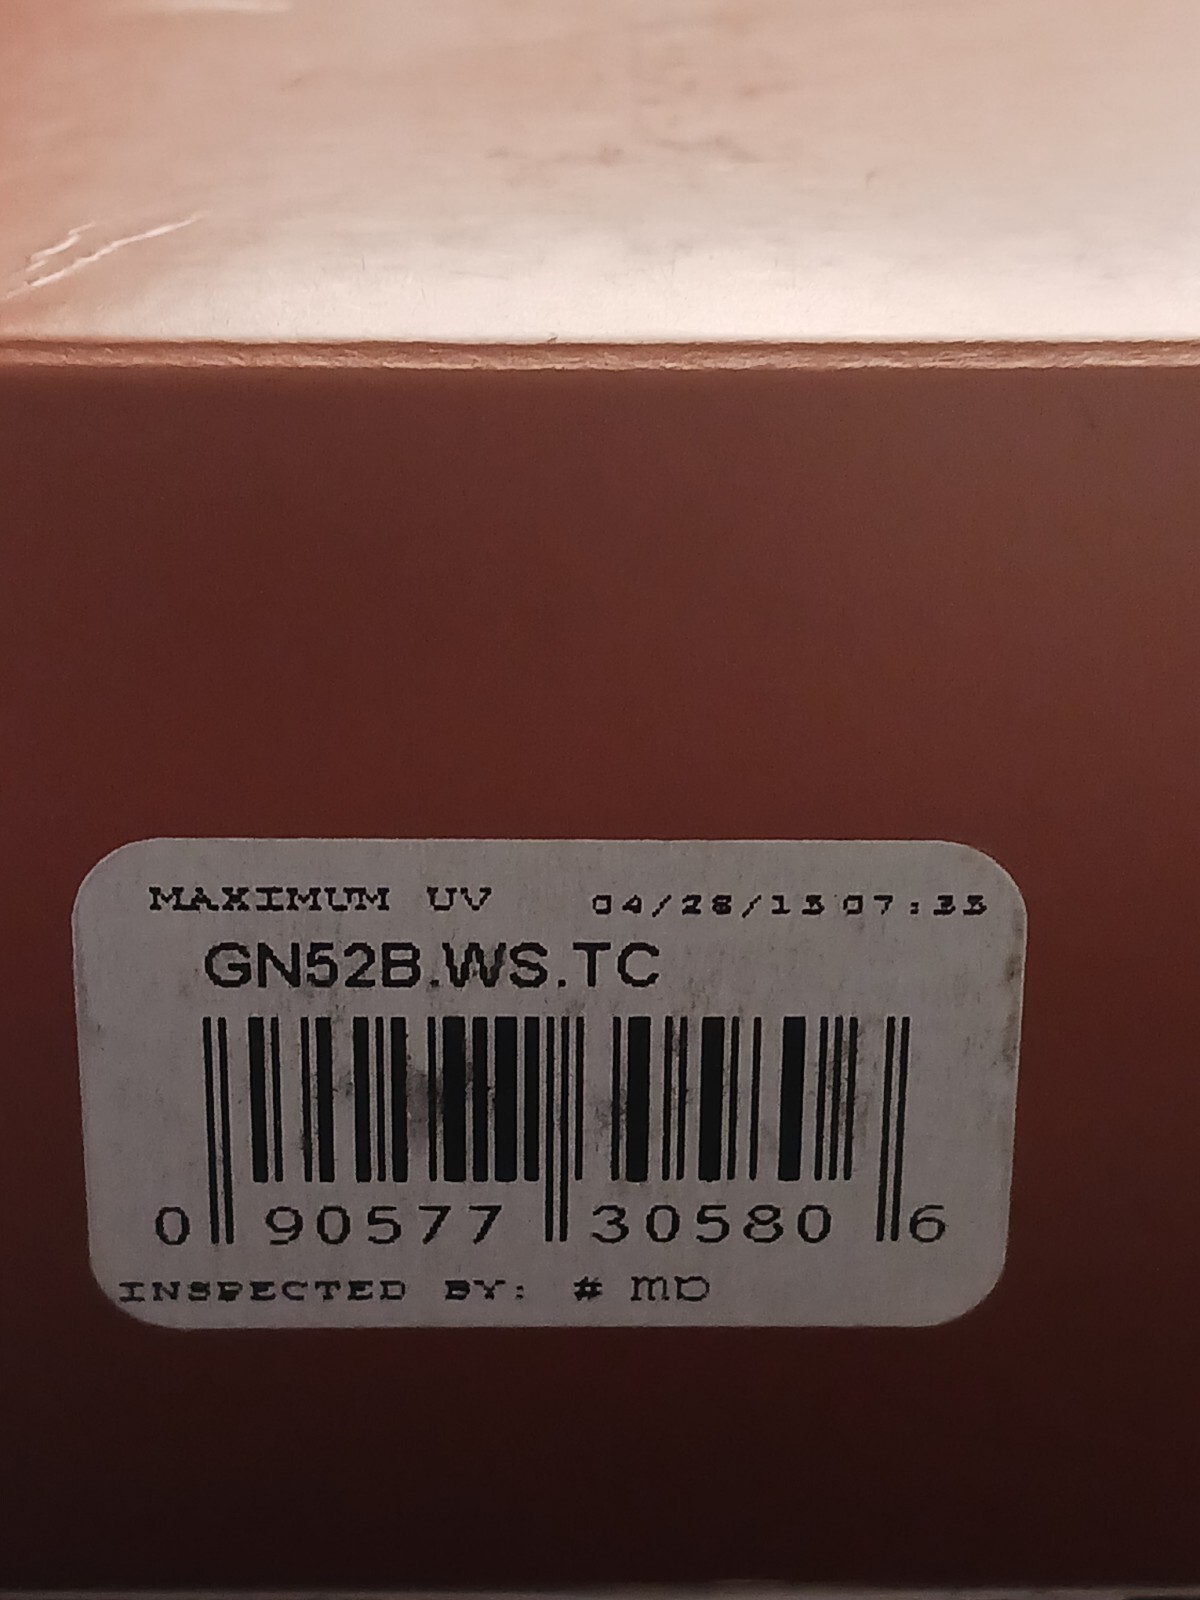 MAXIMUM UV 04/28/13 07:33
GN52B.WS.TC
0 90577 30580 6
INSPECTED BY: # mD